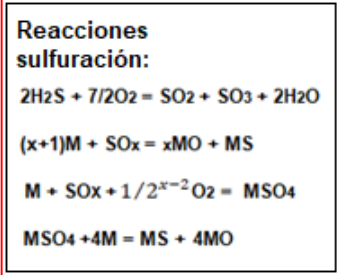 Reacciones
sulfuración:
2H2S + 7/2O2 = SO2 + SO3 + 2H2O
(x+1)M + SOx = xMO + MS
M + SOx + 1/2ˣ⁻² O2 = MSO4
MSO4 +4M = MS + 4MO